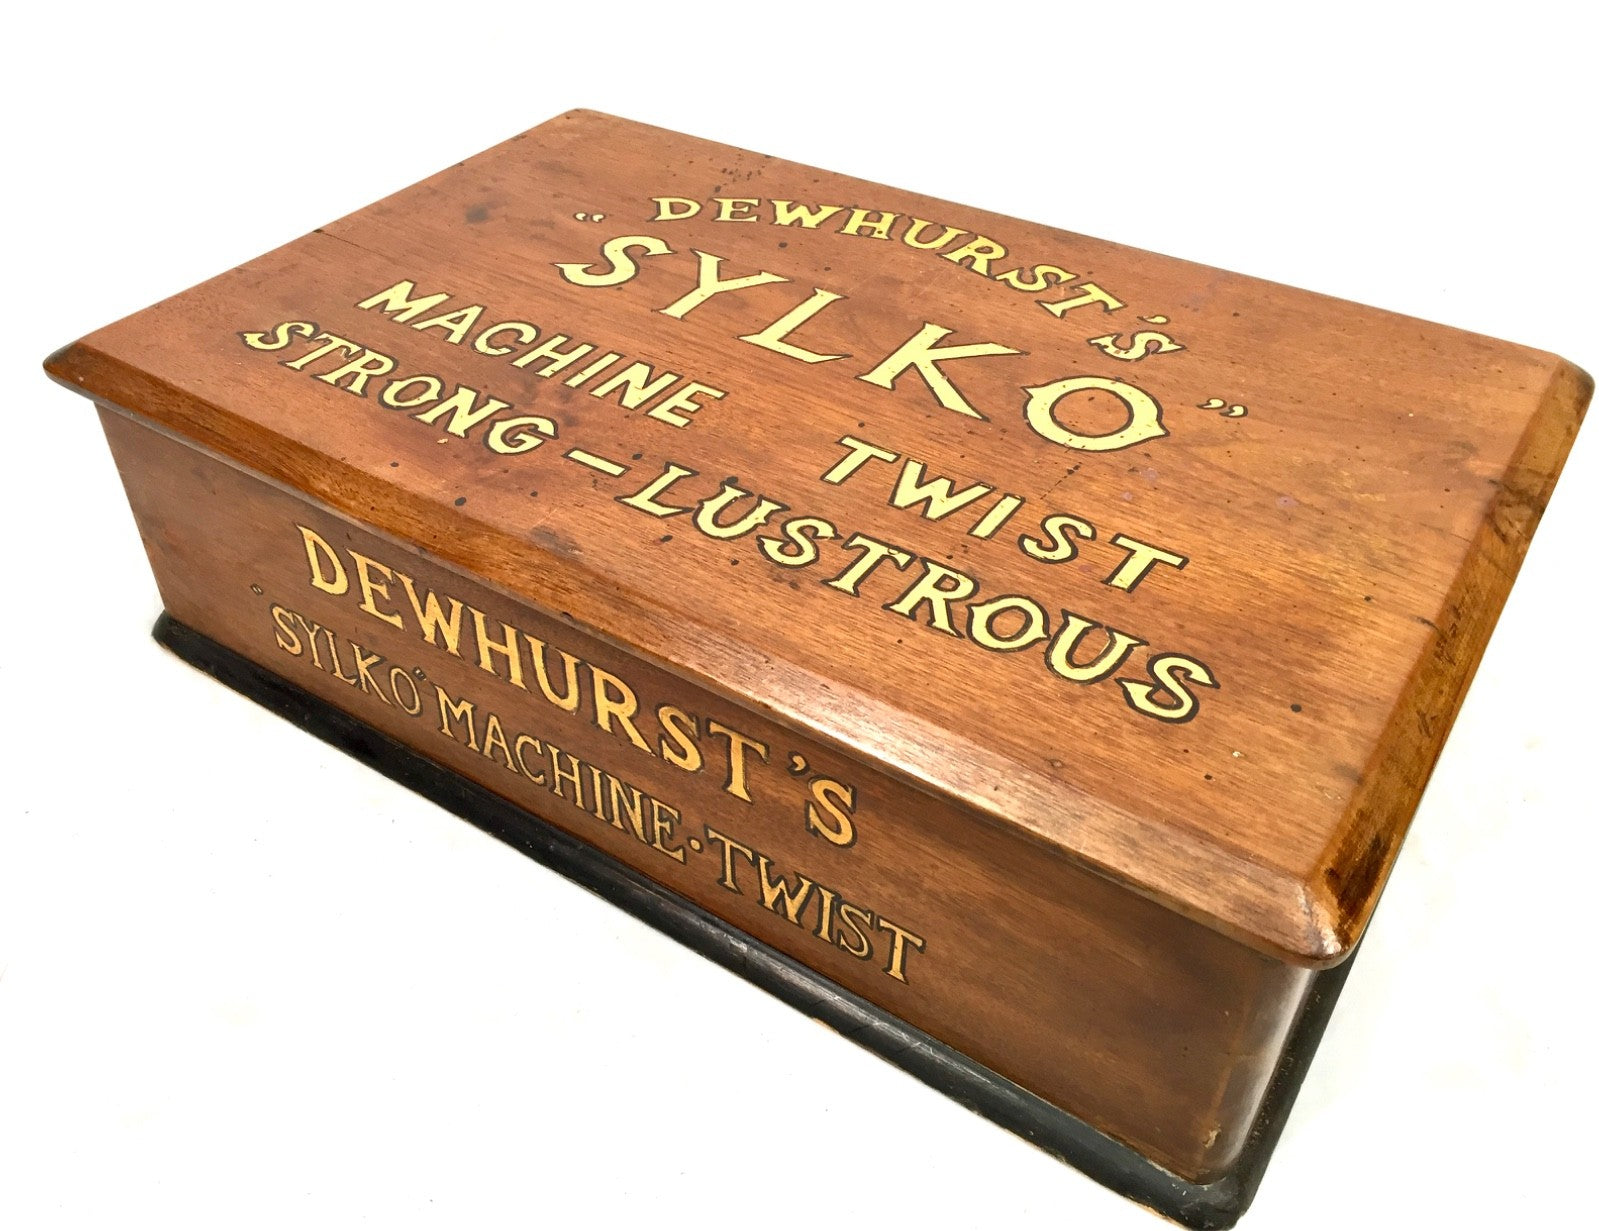 DEWHURST'S
"SYLKO"
MACHINE TWIST
STRONG - LUSTROUS
DEWHURST'S
"SYLKO" MACHINE · TWIST